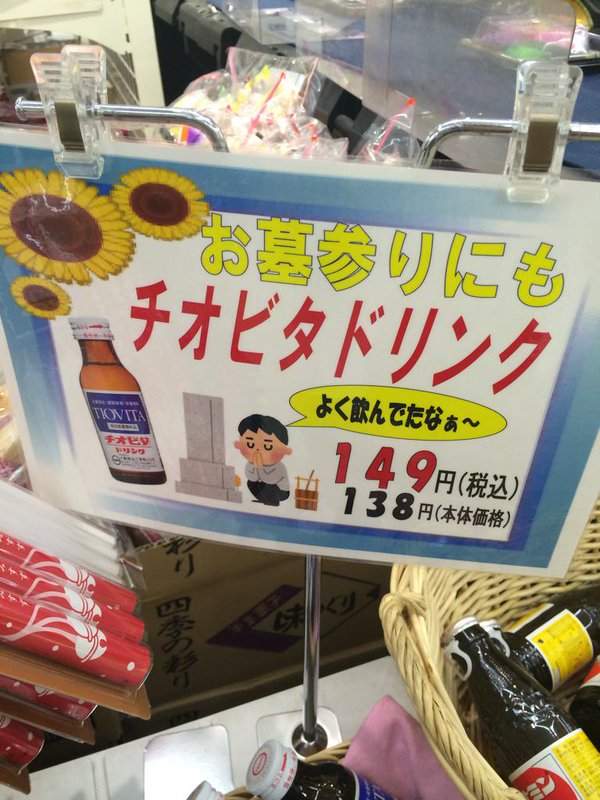 お墓参りにも
チオビタドリンク
TIOVITA
チオビタ
ドリンク
よく飲んでたなぁ～
149円(税込)
138円(本体価格)
四季の彩り